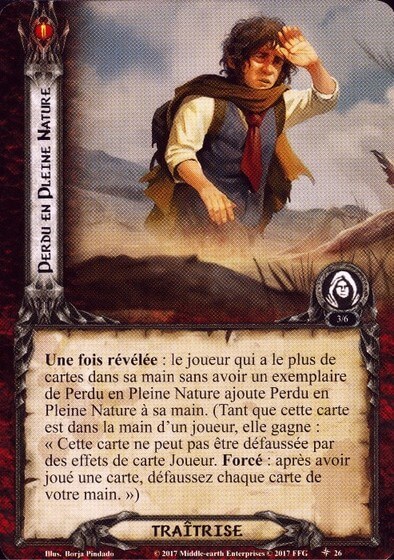 PERDU EN PLEINE NATURE
3/6
Une fois révélée : le joueur qui a le plus de
cartes dans sa main sans avoir un exemplaire
de Perdu en Pleine Nature ajoute Perdu en
Pleine Nature à sa main. (Tant que cette carte
est dans la main d'un joueur, elle gagne :
« Cette carte ne peut pas être défaussée par
des effets de carte Joueur. Forcé : après avoir
joué une carte, défaussez chaque carte de
votre main. »)
TRAÎTRISE
Illus. Borja Pindado © 2017 Middle-earth Enterprises © 2017 FFG 26